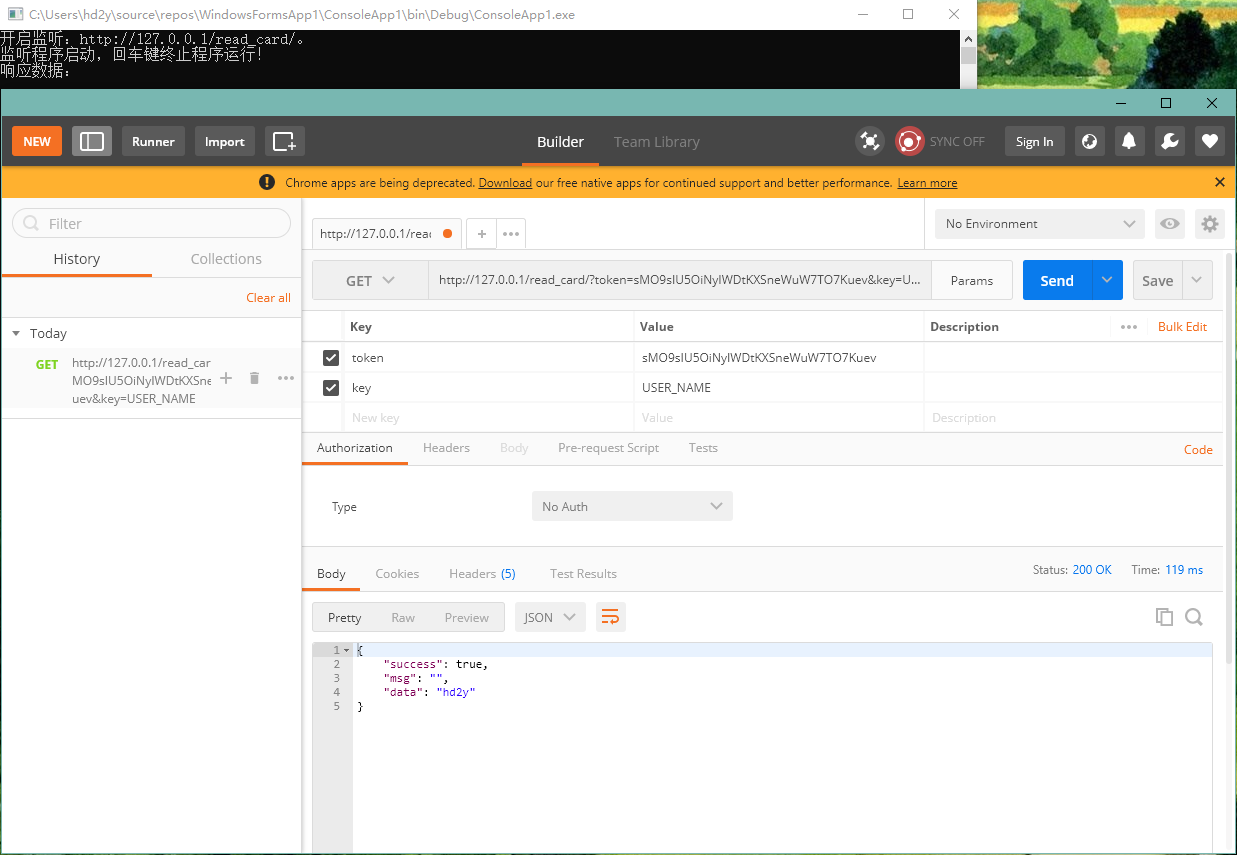 C:\Users\hd2y\source\repos\WindowsFormsApp1\ConsoleApp1\bin\Debug\ConsoleApp1.exe
开启监听：http://127.0.0.1/read_card/。
监听程序启动，回车键终止程序运行！
响应数据：
NEW Runner Import Builder Team Library SYNC OFF Sign In
Chrome apps are being deprecated. Download our free native apps for continued support and better performance. Learn more
Filter
History Collections
Clear all
Today
GET http://127.0.0.1/read_car
MO9sIU5OiNyIWDtKXSne
uev&key=USER_NAME
http://127.0.0.1/rea
No Environment
GET http://127.0.0.1/read_card/?token=sMO9sIU5OiNyIWDtKXSneWuW7TO7Kuev&key=U... Params Send Save
Key Value Description Bulk Edit
token sMO9sIU5OiNyIWDtKXSneWuW7TO7Kuev
key USER_NAME
New key Value Description
Authorization Headers Body Pre-request Script Tests Code
Type No Auth
Body Cookies Headers (5) Test Results Status: 200 OK Time: 119 ms
Pretty Raw Preview JSON
1 {
2 "success": true,
3 "msg": "",
4 "data": "hd2y"
5 }